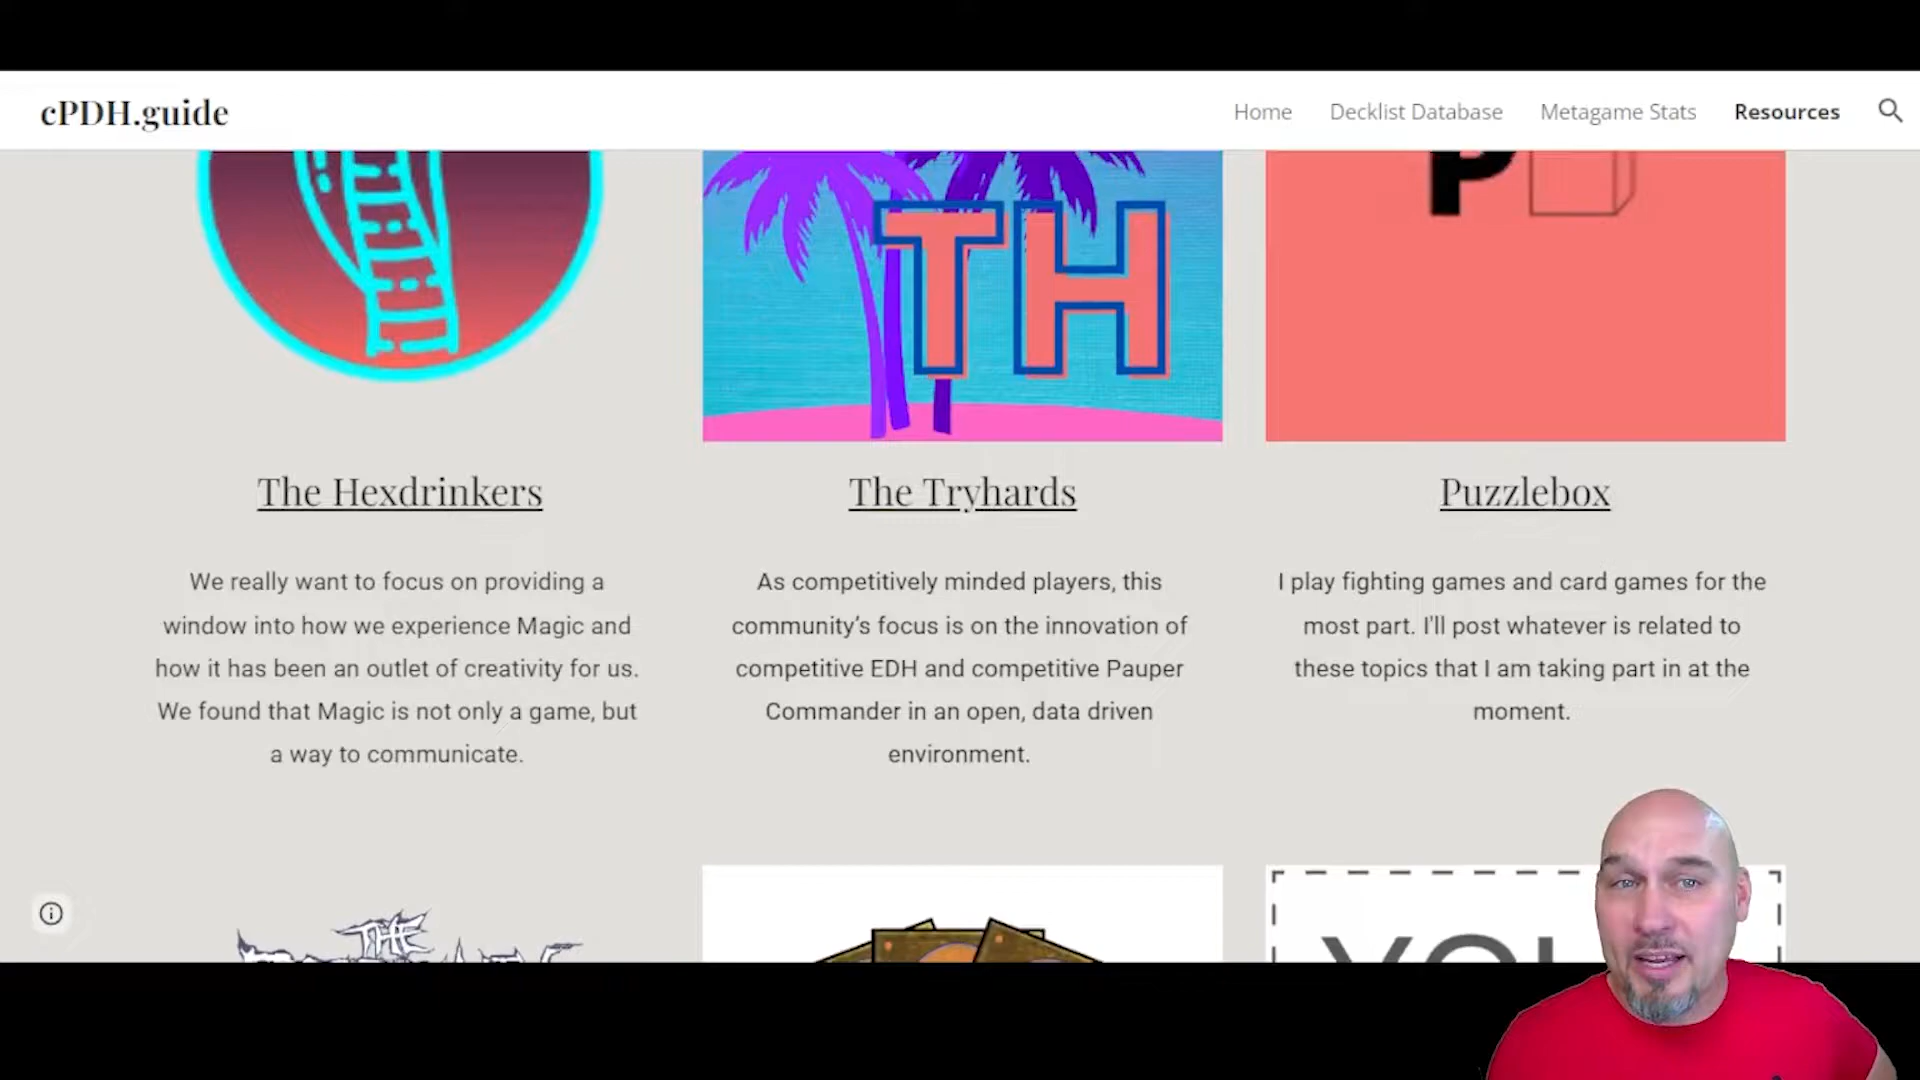 cPDH.guide
Home
Decklist Database
Metagame Stats
Resources
TH
P
The Hexdrinkers
The Tryhards
Puzzlebox
We really want to focus on providing a
window into how we experience Magic and
how it has been an outlet of creativity for us.
We found that Magic is not only a game, but
a way to communicate.
As competitively minded players, this
community’s focus is on the innovation of
competitive EDH and competitive Pauper
Commander in an open, data driven
environment.
I play fighting games and card games for the
most part. I'll post whatever is related to
these topics that I am taking part in at the
moment.
THE